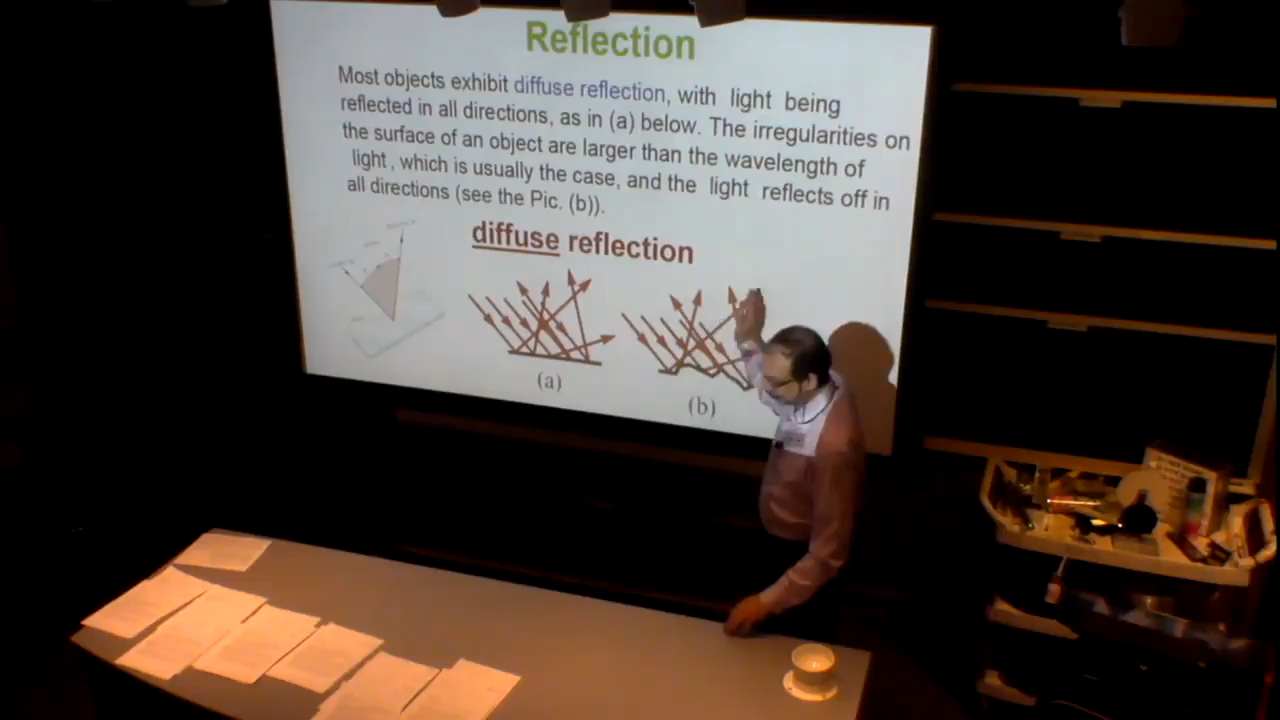 Reflection
Most objects exhibit diffuse reflection, with light being
reflected in all directions, as in (a) below. The irregularities on
the surface of an object are larger than the wavelength of
light, which is usually the case, and the light reflects off in
all directions (see the Pic. (b)).
diffuse reflection
(a)
(b)